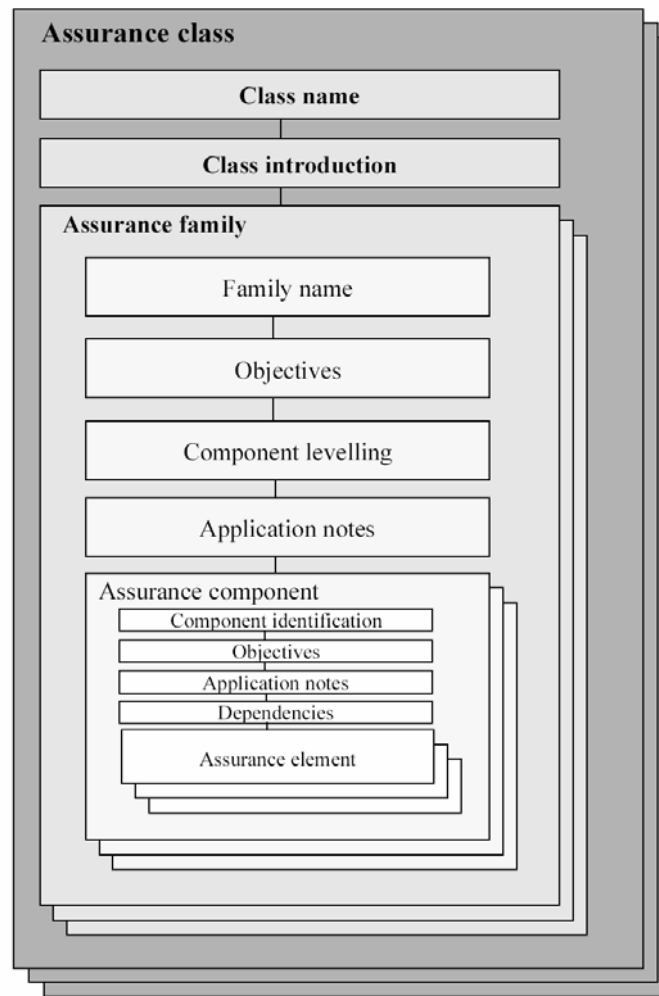 Assurance class
Class name
Class introduction
Assurance family
Family name
Objectives
Component levelling
Application notes
Assurance component
Component identification
Objectives
Application notes
Dependencies
Assurance element